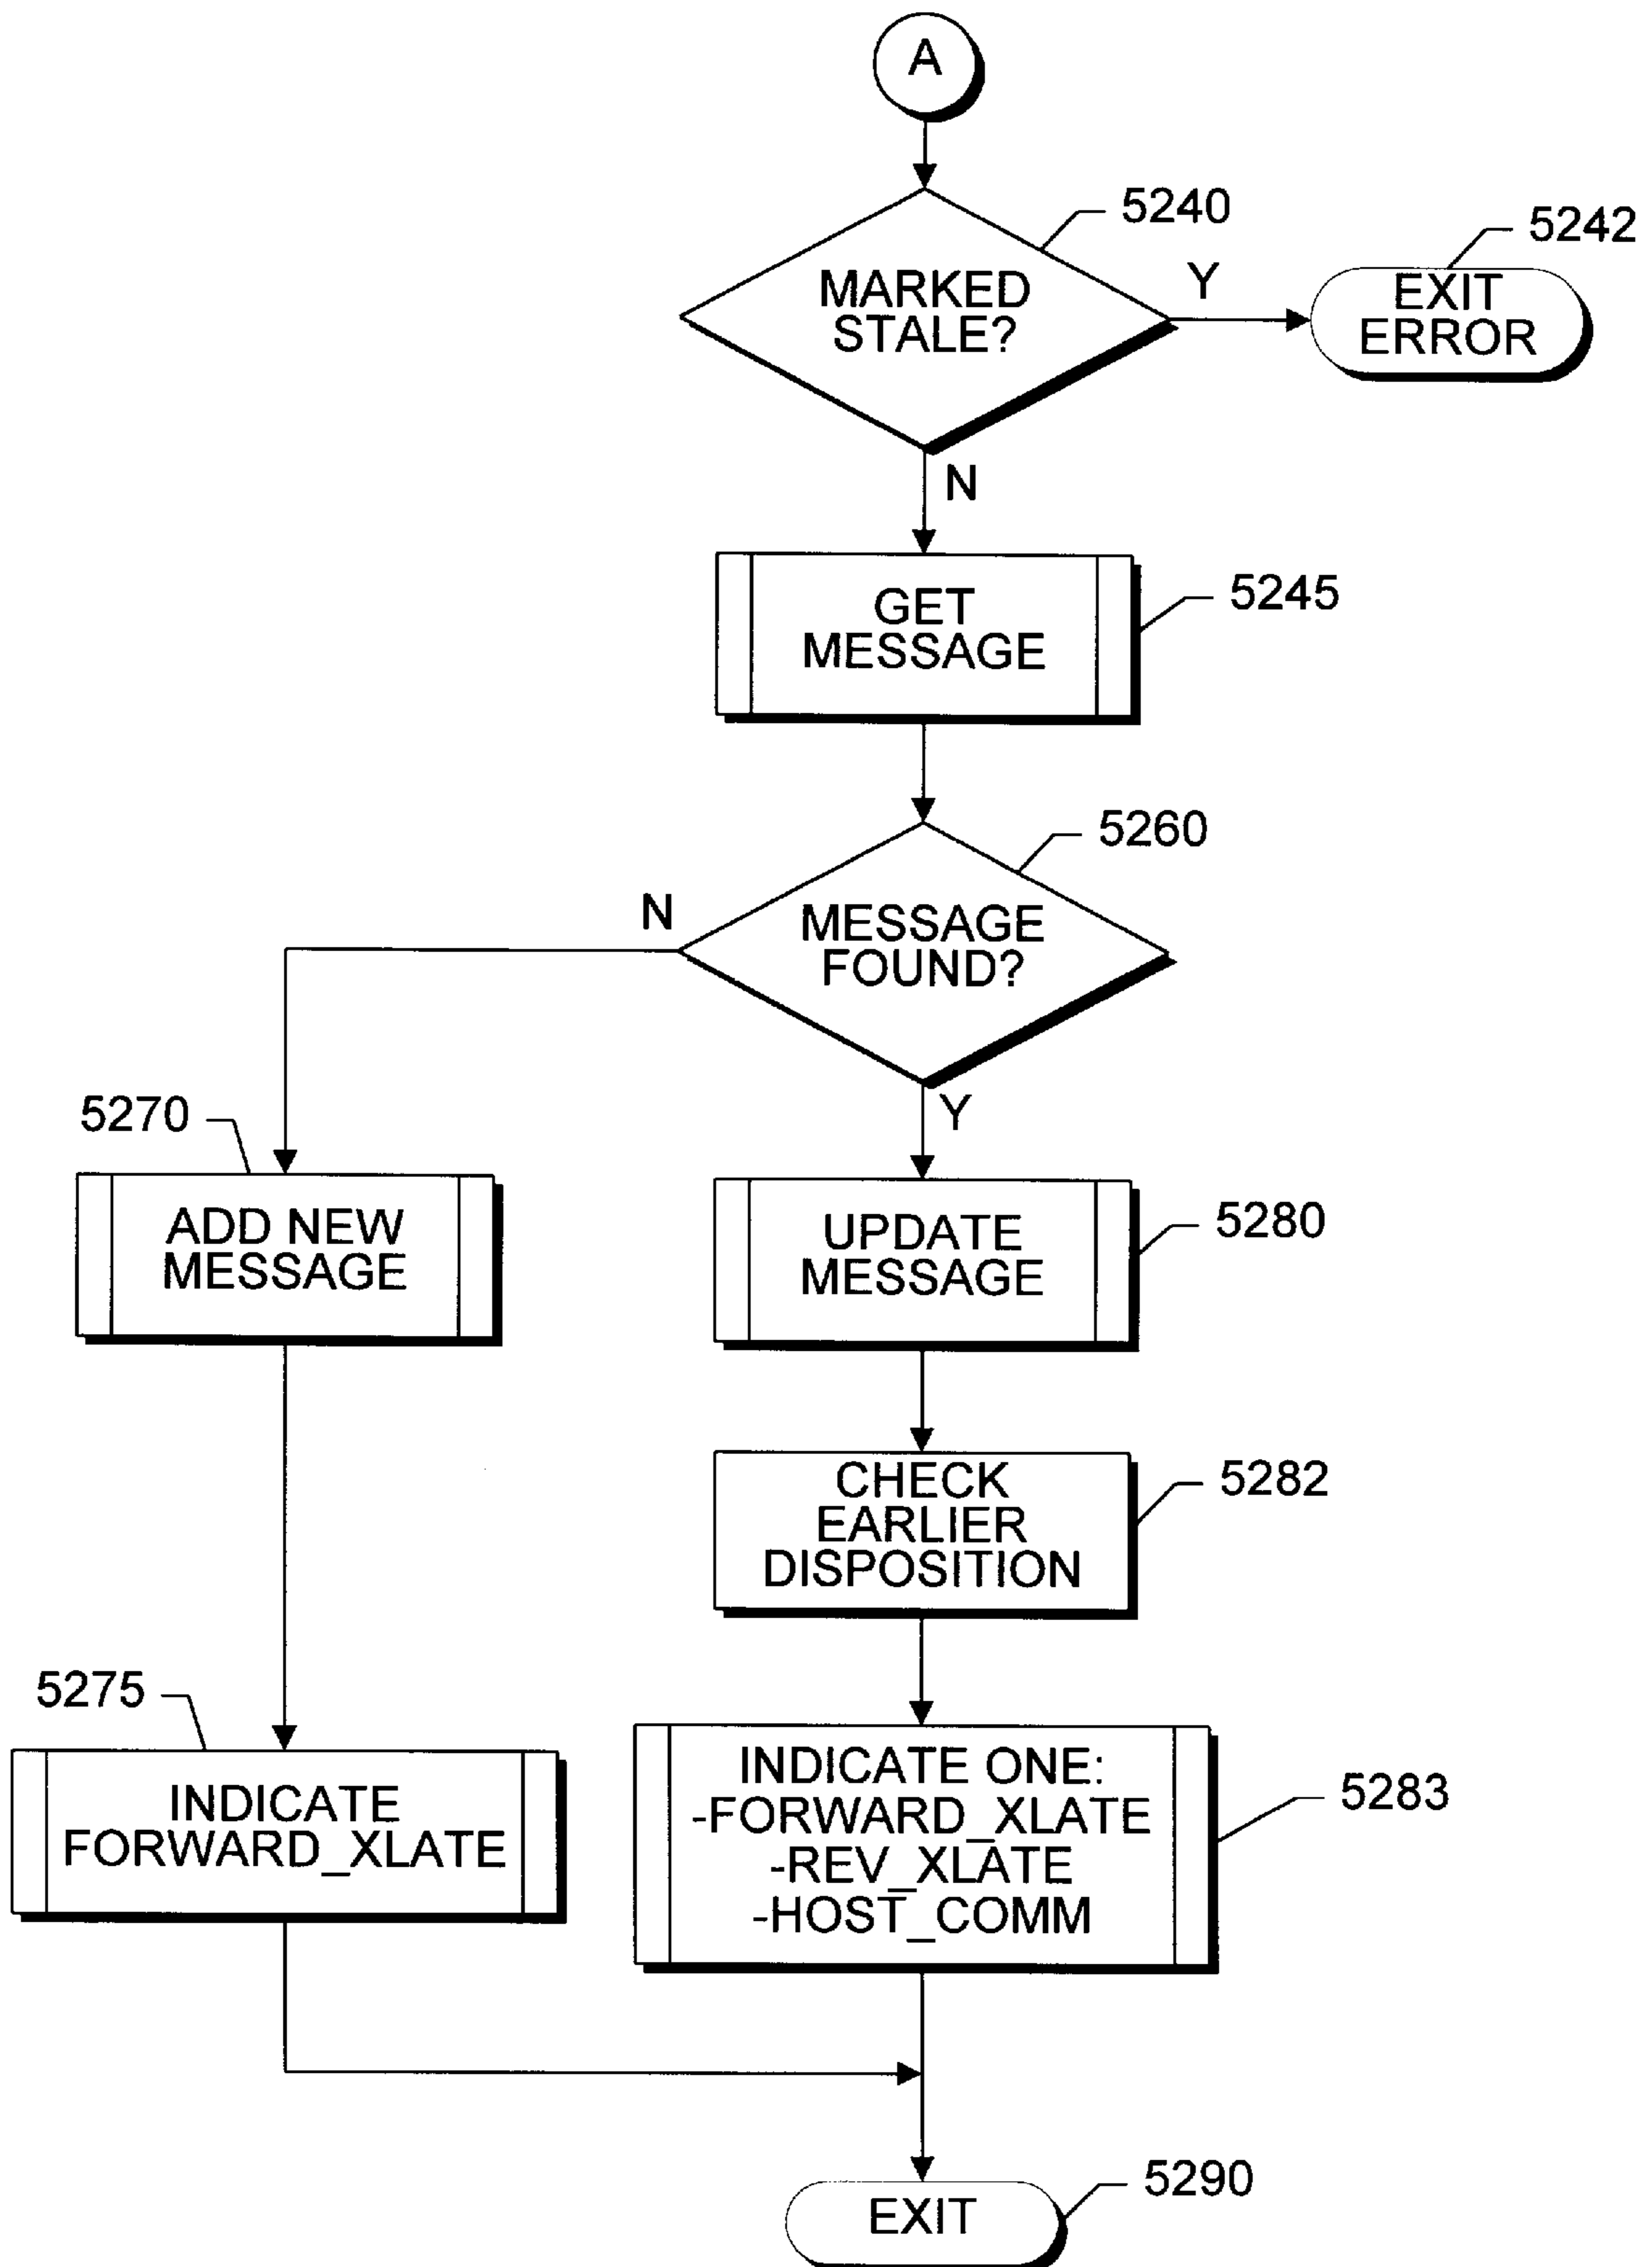 A
5240
5242
MARKED
STALE?
Y
EXIT
ERROR
N
GET
MESSAGE
5245
5260
N
MESSAGE
FOUND?
Y
5270
ADD NEW
MESSAGE
UPDATE
MESSAGE
5280
CHECK
EARLIER
DISPOSITION
5282
5275
INDICATE
FORWARD_XLATE
INDICATE ONE:
-FORWARD_XLATE
-REV_XLATE
-HOST_COMM
5283
EXIT
5290